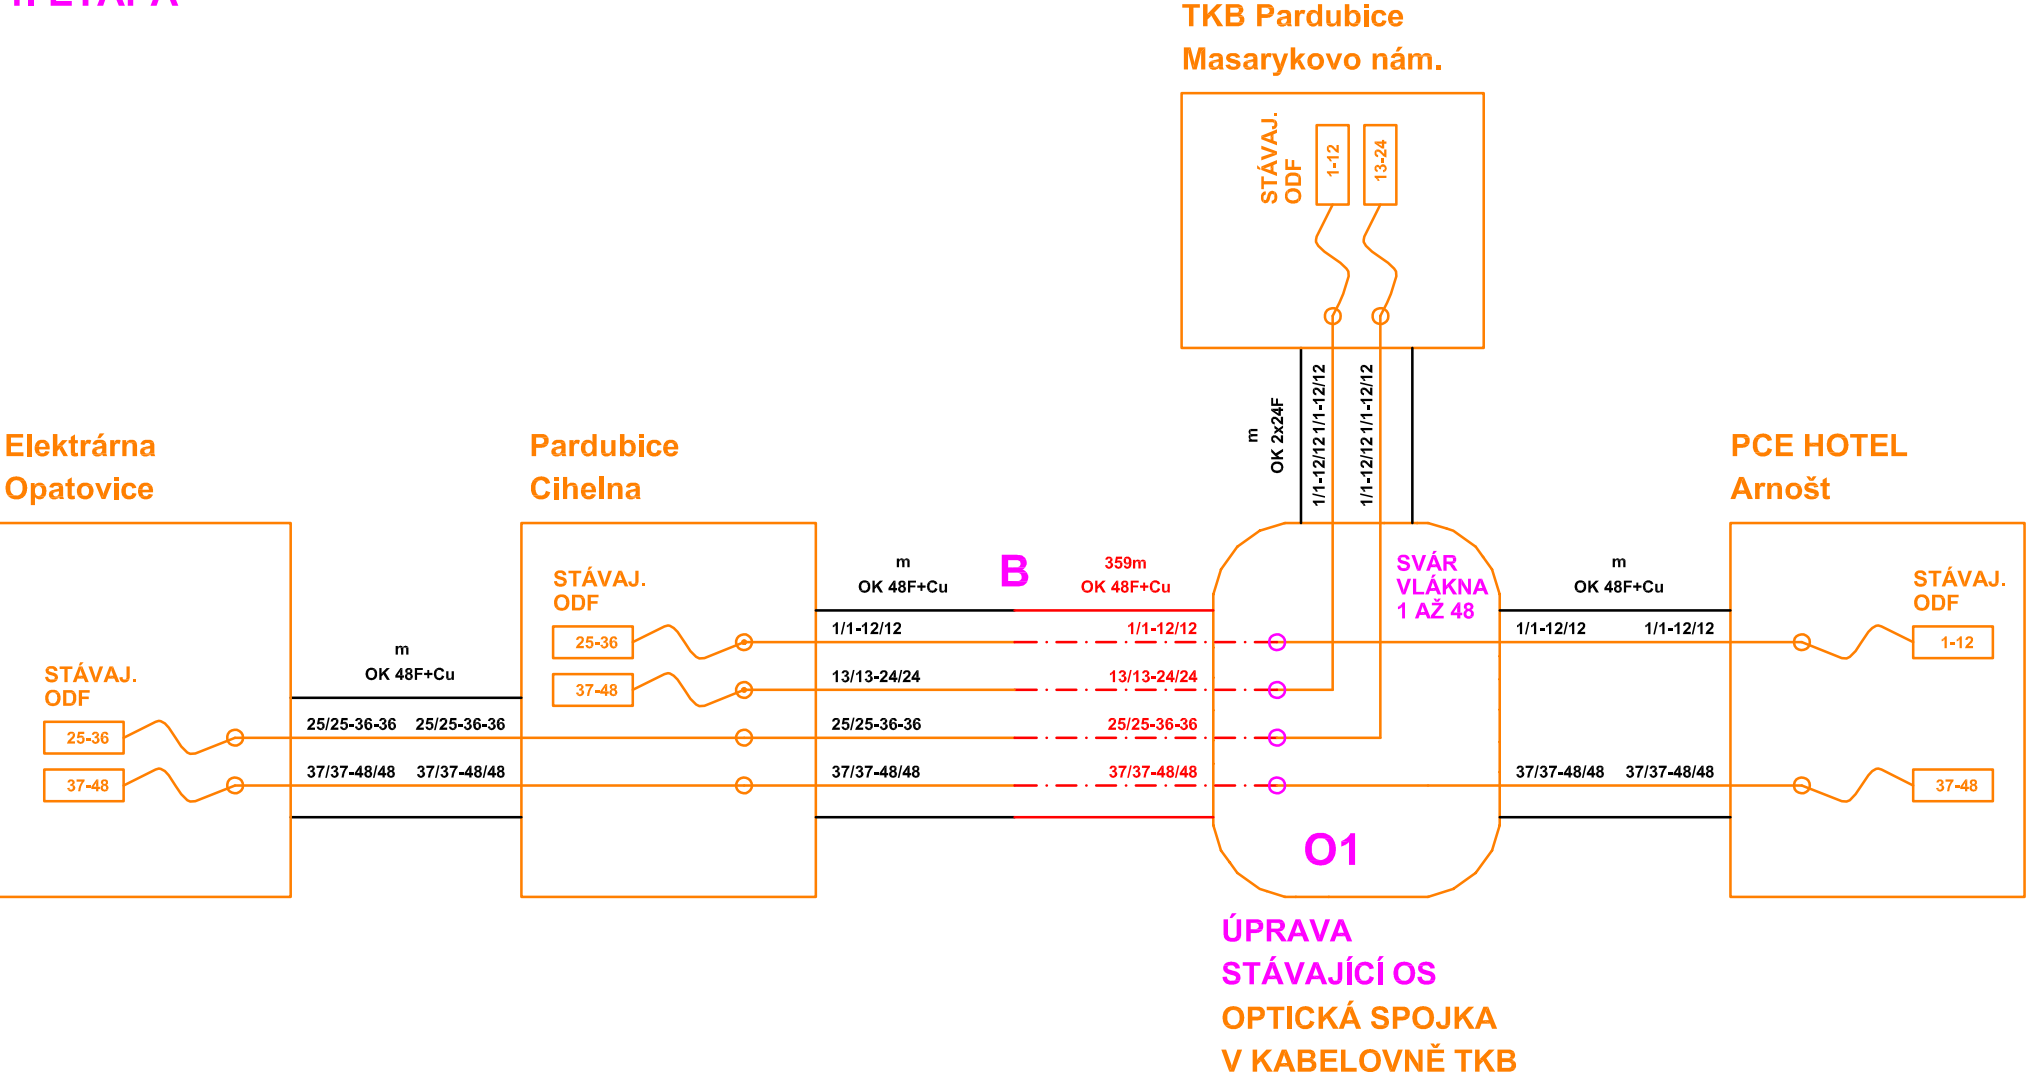 ETAPA
TKB Pardubice
Masarykovo nám.
STÁVAJ.
ODF
1-12
13-24
m
OK 2x24F
1/1-12/12 1/1-12/12
1/1-12/12 1/1-12/12
Elektrárna
Opatovice
STÁVAJ.
ODF
25-36
37-48
m
OK 48F+Cu
25/25-36-36 25/25-36-36
37/37-48/48 37/37-48/48
Pardubice
Cihelna
STÁVAJ.
ODF
25-36
37-48
m
OK 48F+Cu
1/1-12/12
13/13-24/24
25/25-36-36
37/37-48/48
B
359m
OK 48F+Cu
1/1-12/12
13/13-24/24
25/25-36-36
37/37-48/48
SVÁR
VLÁKNA
1 AŽ 48
O1
ÚPRAVA
STÁVAJÍCÍ OS
OPTICKÁ SPOJKA
V KABELOVNĚ TKB
m
OK 48F+Cu
1/1-12/12 1/1-12/12
37/37-48/48 37/37-48/48
PCE HOTEL
Arnošt
STÁVAJ.
ODF
1-12
37-48